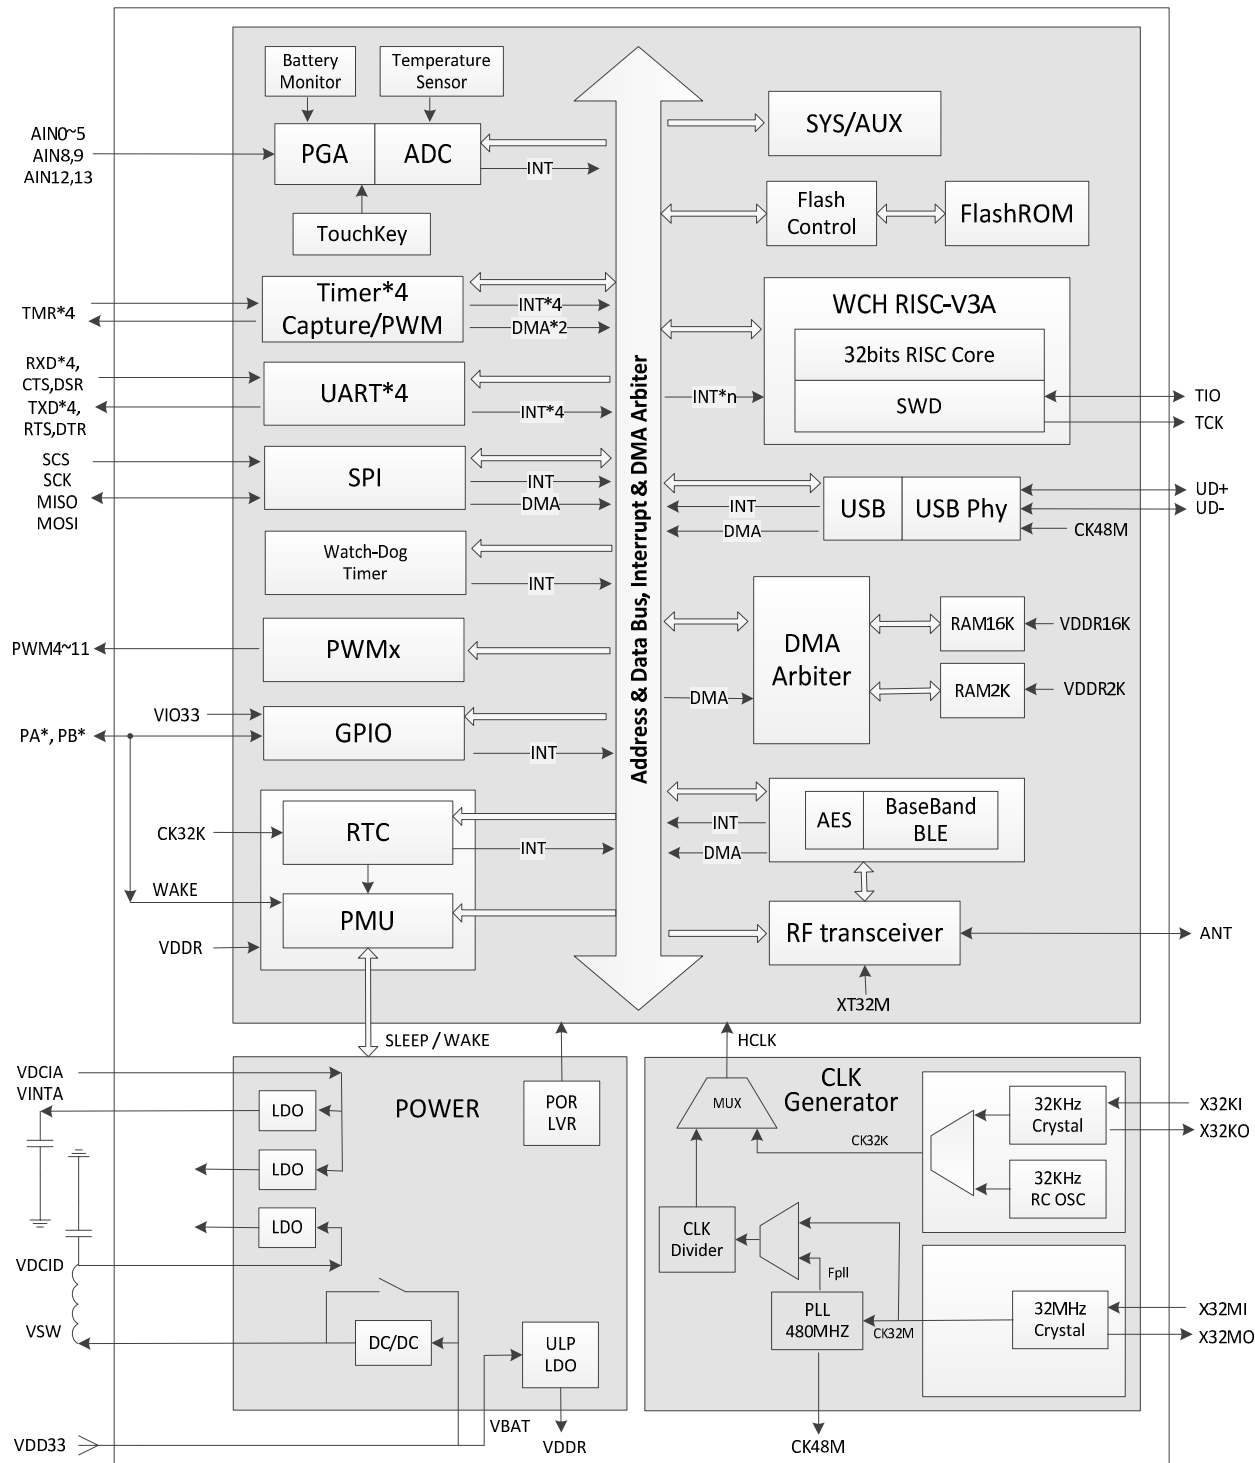 Battery
Monitor
Temperature
Sensor
AIN0~5
AIN8,9
AIN12,13
PGA
ADC
INT
TouchKey
TMR*4
Timer*4
Capture/PWM
INT*4
DMA*2
RXD*4,
CTS,DSR
TXD*4,
RTS,DTR
UART*4
INT*4
SCS
SCK
MISO
MOSI
SPI
INT
DMA
Watch-Dog
Timer
INT
PWM4~11
PWMx
VIO33
PA*, PB*
GPIO
INT
CK32K
RTC
INT
WAKE
PMU
VDDR
Address & Data Bus, Interrupt & DMA Arbiter
SYS/AUX
Flash
Control
FlashROM
WCH RISC-V3A
32bits RISC Core
SWD
INT*n
TIO
TCK
USB
USB Phy
INT
DMA
UD+
UD-
CK48M
DMA
Arbiter
DMA
RAM16K
VDDR16K
RAM2K
VDDR2K
AES
BaseBand
BLE
INT
DMA
RF transceiver
ANT
XT32M
SLEEP / WAKE
HCLK
VDCIA
VINTA
LDO
POWER
POR
LVR
LDO
LDO
VDCID
VSW
DC/DC
ULP
LDO
VBAT
VDD33
VDDR
MUX
CLK
Generator
32KHz
Crystal
X32KI
X32KO
CK32K
32KHz
RC OSC
CLK
Divider
Fpll
PLL
480MHZ
CK32M
32MHz
Crystal
X32MI
X32MO
CK48M